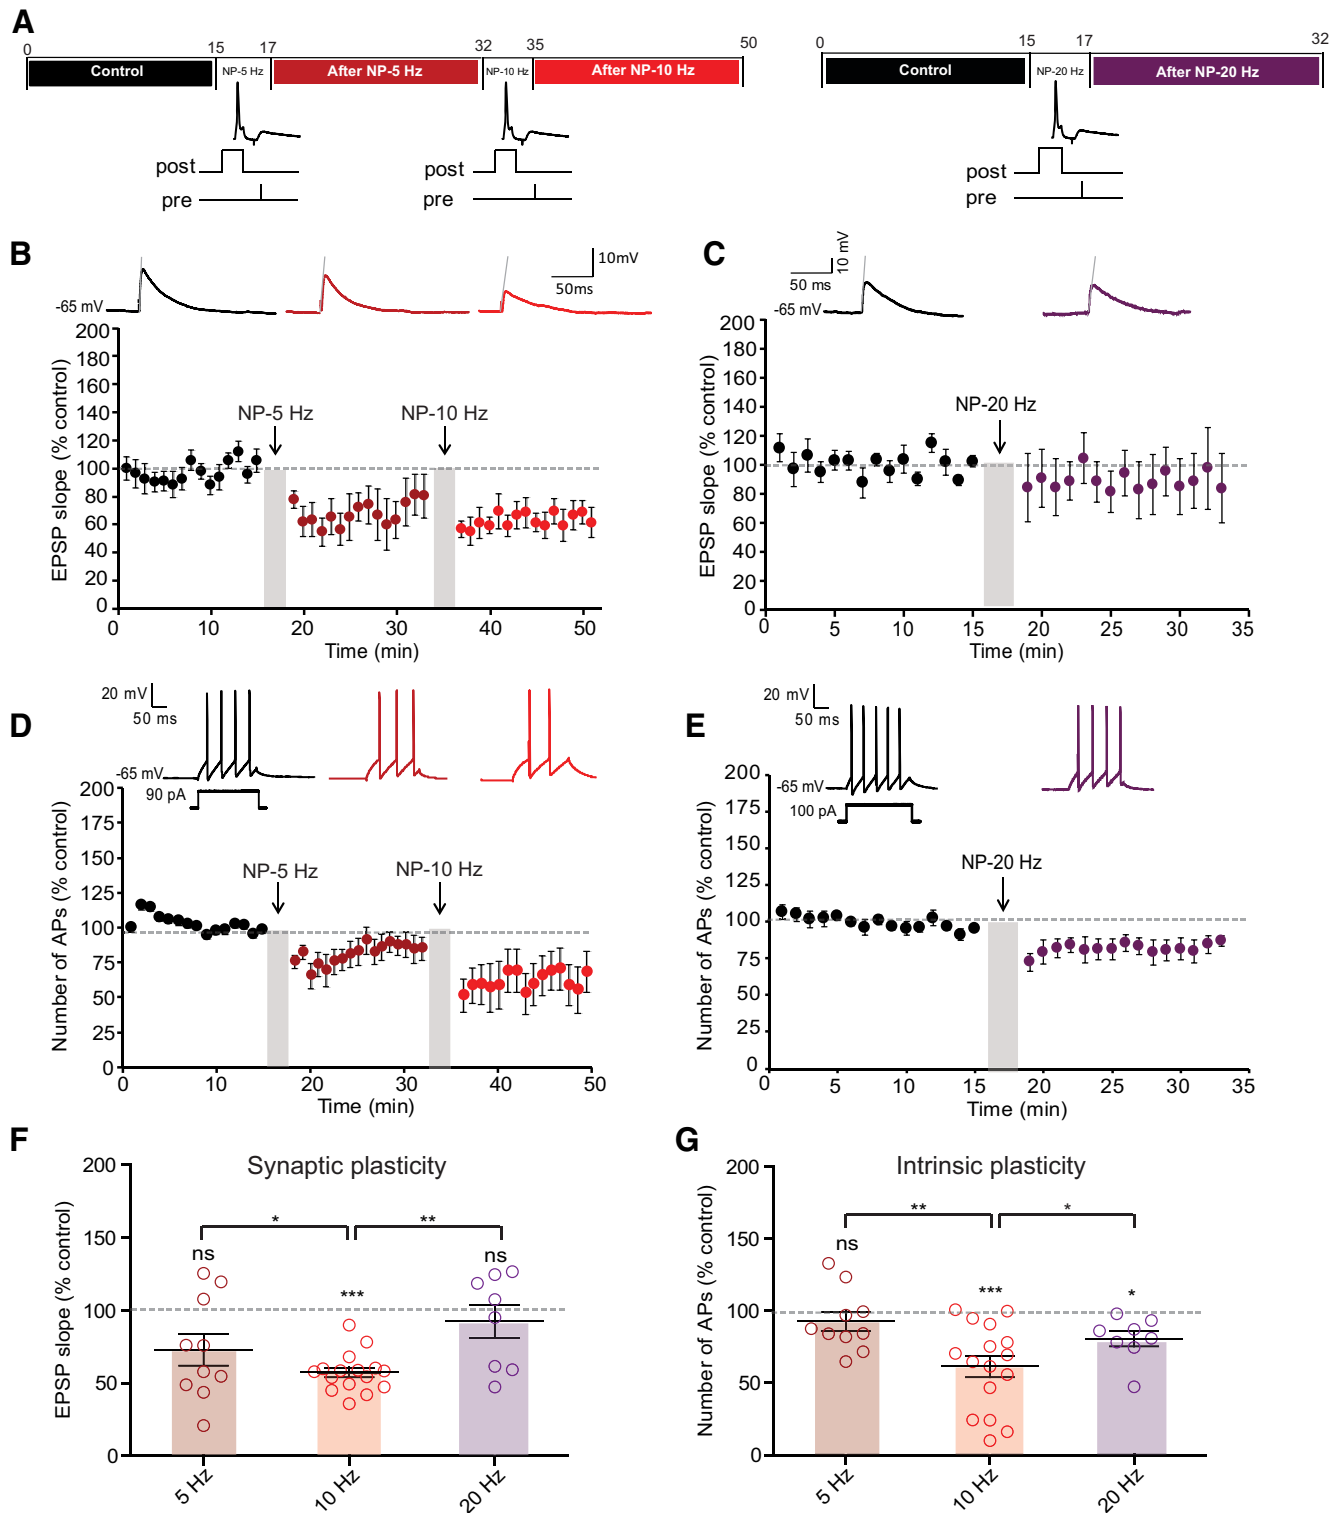 A
0 15 17 32 35 50
Control NP-5 Hz After NP-5 Hz NP-10 Hz After NP-10 Hz
post
pre
post
pre
0 15 17 32
Control NP-20 Hz After NP-20 Hz
post
pre
B
10mV
50ms
-65 mV
EPSP slope (% control)
200
180
160
140
120
100
80
60
40
20
0
NP-5 Hz NP-10 Hz
0 10 20 30 40 50
Time (min)
C
10 mV
50 ms
-65 mV
EPSP slope (% control)
200
180
160
140
120
100
80
60
40
20
0
NP-20 Hz
0 5 10 15 20 25 30 35
Time (min)
D
20 mV
50 ms
-65 mV
90 pA
Number of APs (% control)
200
175
150
125
100
75
50
25
0
NP-5 Hz NP-10 Hz
0 10 20 30 40 50
Time (min)
E
20 mV
50 ms
-65 mV
100 pA
Number of APs (% control)
200
175
150
125
100
75
50
25
0
NP-20 Hz
0 5 10 15 20 25 30 35
Time (min)
F
Synaptic plasticity
EPSP slope (% control)
200
150
100
50
0
* **
ns *** ns
5 Hz 10 Hz 20 Hz
G
Intrinsic plasticity
Number of APs (% control)
200
150
100
50
0
** *
ns *** *
5 Hz 10 Hz 20 Hz